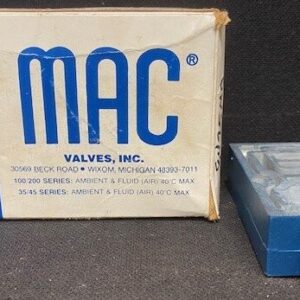 MAC®
VALVES, INC.
30569 BECK ROAD • WIXOM, MICHIGAN 48393-7011
100/200 SERIES: AMBIENT & FLUID (AIR) 40°C MAX
35/45 SERIES: AMBIENT & FLUID (AIR) 40°C MAX